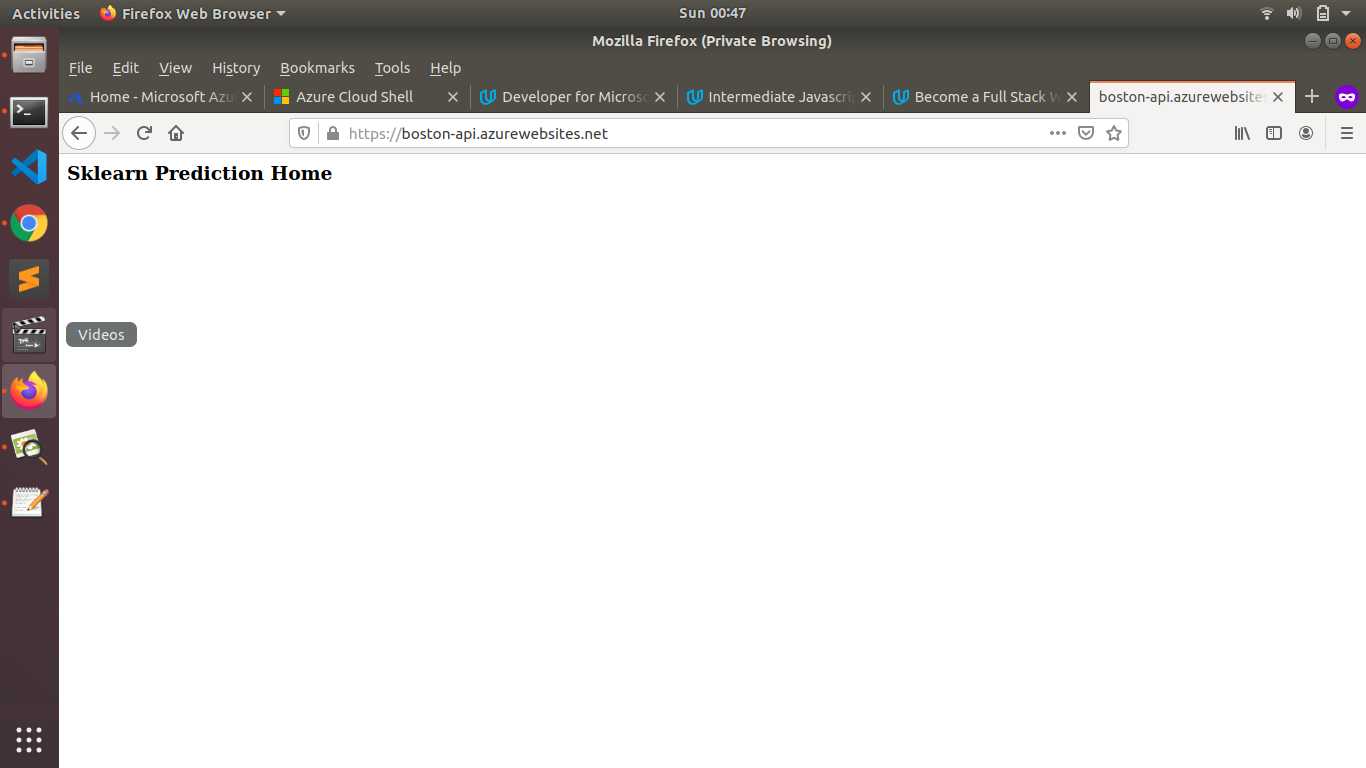 Activities
Firefox Web Browser
Sun 00:47
Mozilla Firefox (Private Browsing)
File Edit View History Bookmarks Tools Help
Home - Microsoft Azu
Azure Cloud Shell
Developer for Microso
Intermediate Javascrip
Become a Full Stack W
boston-api.azurewebsites
https://boston-api.azurewebsites.net
Sklearn Prediction Home
Videos